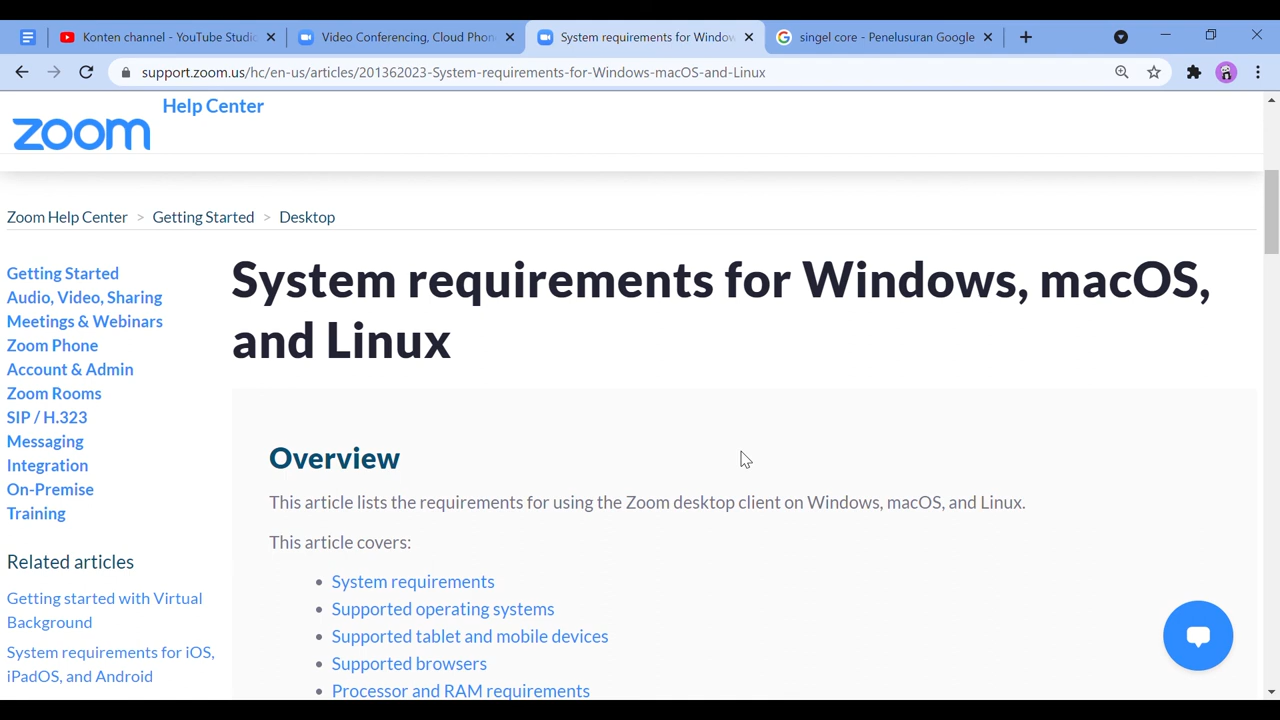 Konten channel - YouTube Studio
Video Conferencing, Cloud Phon
System requirements for Window
singel core - Penelusuran Google
support.zoom.us/hc/en-us/articles/201362023-System-requirements-for-Windows-macOS-and-Linux
Help Center
zoom
Zoom Help Center > Getting Started > Desktop
Getting Started
Audio, Video, Sharing
Meetings & Webinars
Zoom Phone
Account & Admin
Zoom Rooms
SIP / H.323
Messaging
Integration
On-Premise
Training
Related articles
Getting started with Virtual
Background
System requirements for iOS,
iPadOS, and Android
System requirements for Windows, macOS,
and Linux
Overview
This article lists the requirements for using the Zoom desktop client on Windows, macOS, and Linux.
This article covers:
• System requirements
• Supported operating systems
• Supported tablet and mobile devices
• Supported browsers
• Processor and RAM requirements